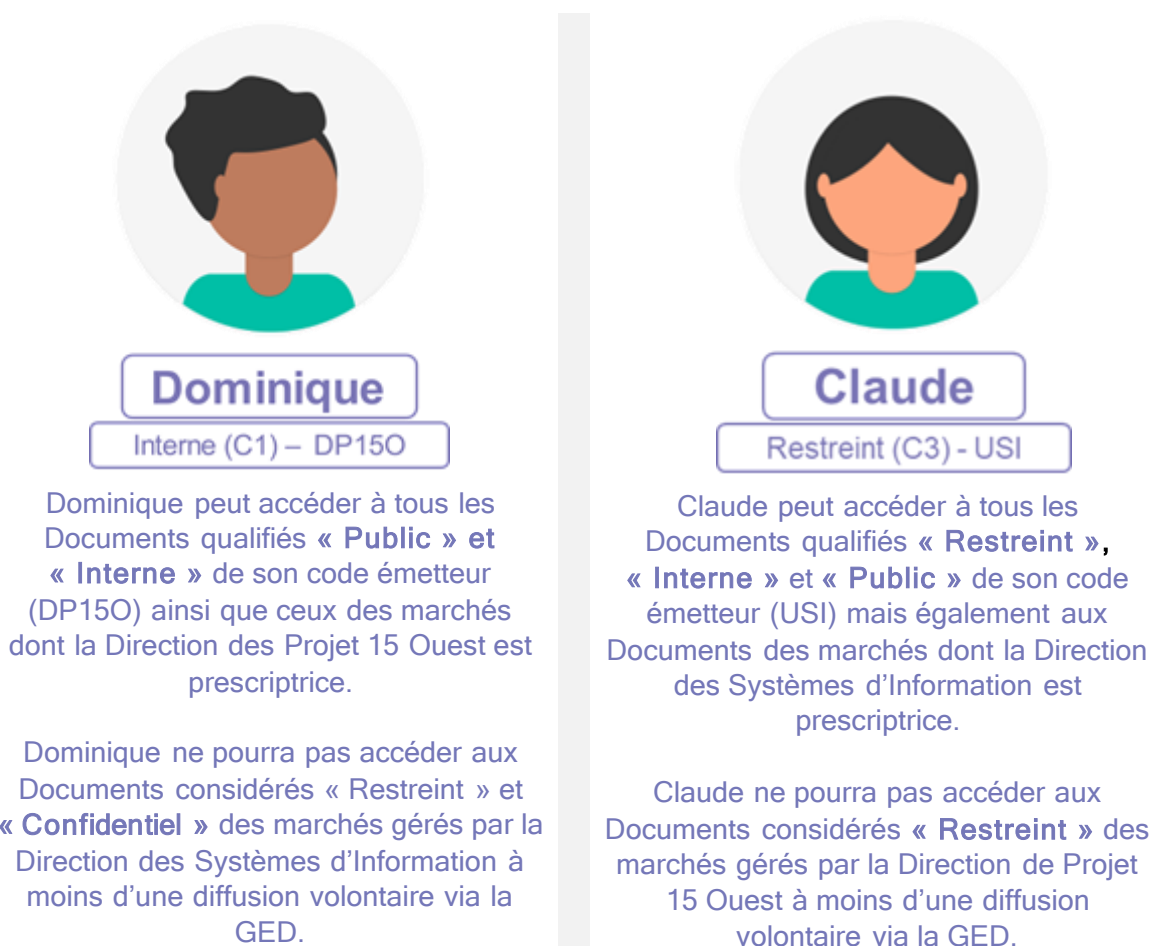 Dominique
Interne (C1) – DP15O
Dominique peut accéder à tous les
Documents qualifiés « Public » et
« Interne » de son code émetteur
(DP15O) ainsi que ceux des marchés
dont la Direction des Projet 15 Ouest est
prescriptrice.
Dominique ne pourra pas accéder aux
Documents considérés « Restreint » et
« Confidentiel » des marchés gérés par la
Direction des Systèmes d’Information à
moins d’une diffusion volontaire via la
GED.
Claude
Restreint (C3) - USI
Claude peut accéder à tous les
Documents qualifiés « Restreint »,
« Interne » et « Public » de son code
émetteur (USI) mais également aux
Documents des marchés dont la Direction
des Systèmes d’Information est
prescriptrice.
Claude ne pourra pas accéder aux
Documents considérés « Restreint » des
marchés gérés par la Direction de Projet
15 Ouest à moins d’une diffusion
volontaire via la GED.